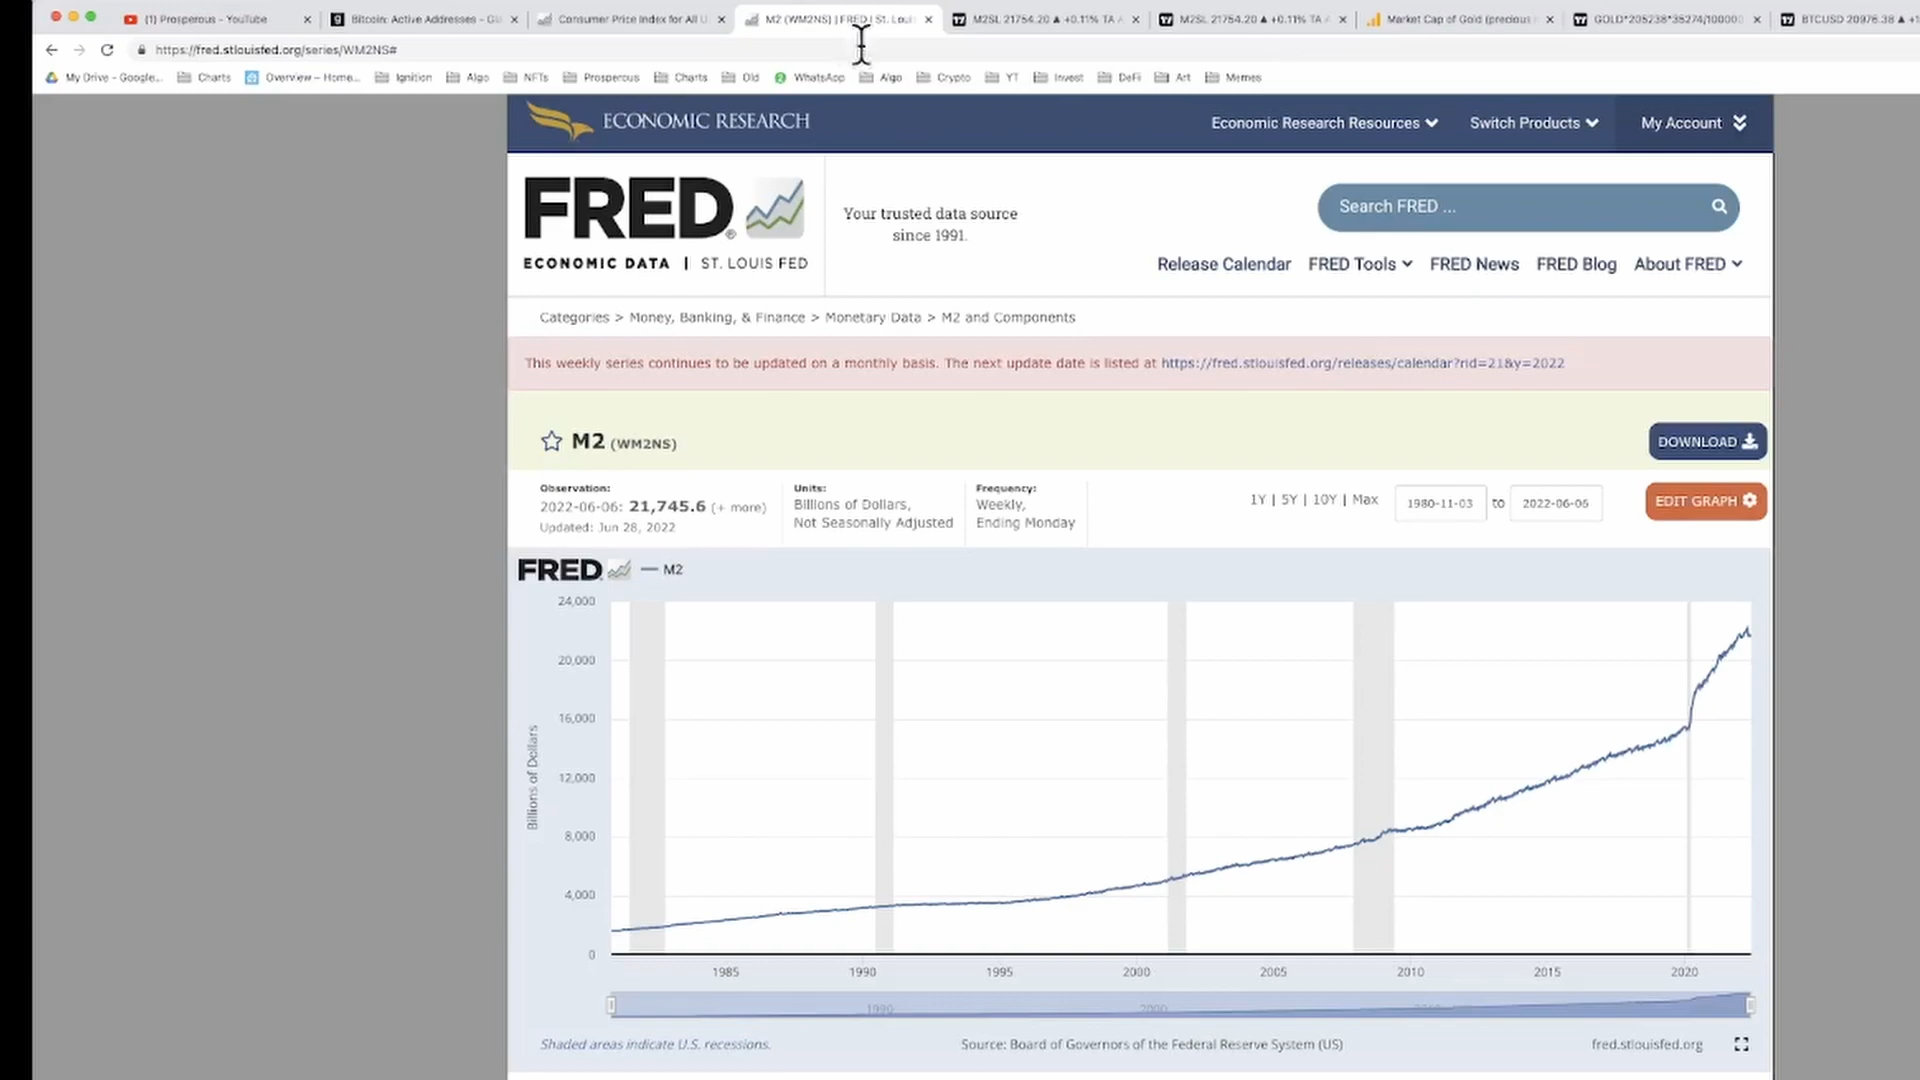 (1) Prosperous - YouTube
Bitcoin: Active Addresses - Gl
Consumer Price Index for All U
M2 (WM2NS) | FRED | St. Loui
M2SL 21754.20 ▲ +0.11% TA
M2SL 21754.20 ▲ +0.11% TA
Market Cap of Gold (precious
GOLD*205238*35274/100000
BTCUSD 20976.38 ▲
https://fred.stlouisfed.org/series/WM2NS#
My Drive - Google...
Charts
Overview – Home...
Ignition
Algo
NFTs
Prosperous
Charts
Old
WhatsApp
Algo
Crypto
YT
Invest
DeFi
Art
Memes
ECONOMIC RESEARCH
Economic Research Resources
Switch Products
My Account
FRED®
ECONOMIC DATA | ST. LOUIS FED
Your trusted data source
since 1991.
Search FRED ...
Release Calendar
FRED Tools
FRED News
FRED Blog
About FRED
Categories > Money, Banking, & Finance > Monetary Data > M2 and Components
This weekly series continues to be updated on a monthly basis. The next update date is listed at https://fred.stlouisfed.org/releases/calendar?rid=21&y=2022
M2 (WM2NS)
DOWNLOAD
Observation:
2022-06-06: 21,745.6 (+ more)
Updated: Jun 28, 2022
Units:
Billions of Dollars,
Not Seasonally Adjusted
Frequency:
Weekly,
Ending Monday
1Y | 5Y | 10Y | Max
1980-11-03 to 2022-06-06
EDIT GRAPH
FRED — M2
24,000
20,000
16,000
12,000
8,000
4,000
0
Billions of Dollars
1985
1990
1995
2000
2005
2010
2015
2020
1990
2000
2010
Shaded areas indicate U.S. recessions.
Source: Board of Governors of the Federal Reserve System (US)
fred.stlouisfed.org